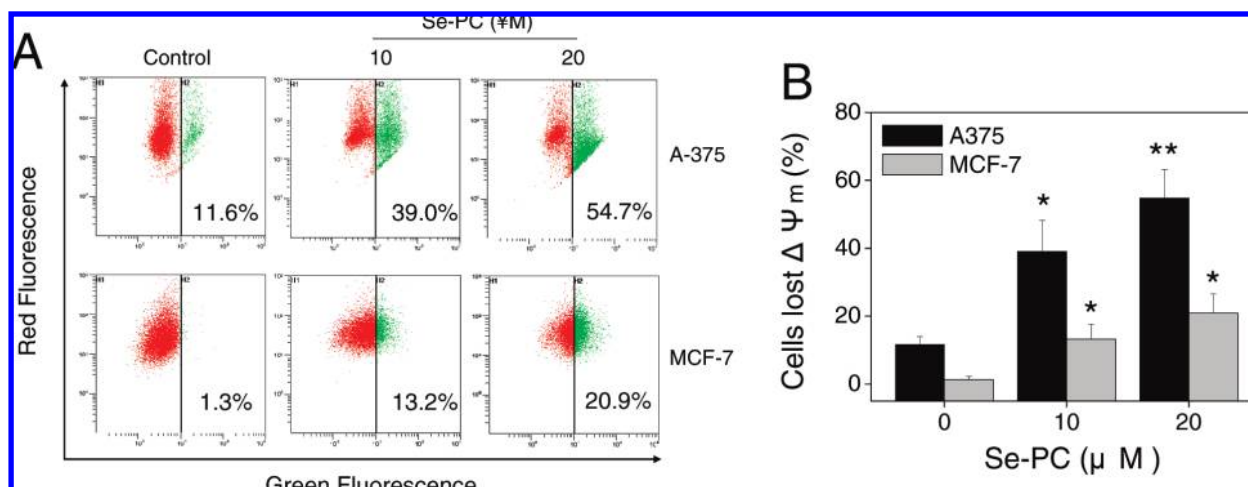 A
Se-PC (¥M)
Control
10
20
Red Fluorescence
11.6%
39.0%
54.7%
A-375
1.3%
13.2%
20.9%
MCF-7
Green Fluorescence
B
Cells lost Δ Ψ m (%)
80
60
40
20
0
A375
MCF-7
*
*
**
*
0
10
20
Se-PC (μ M)